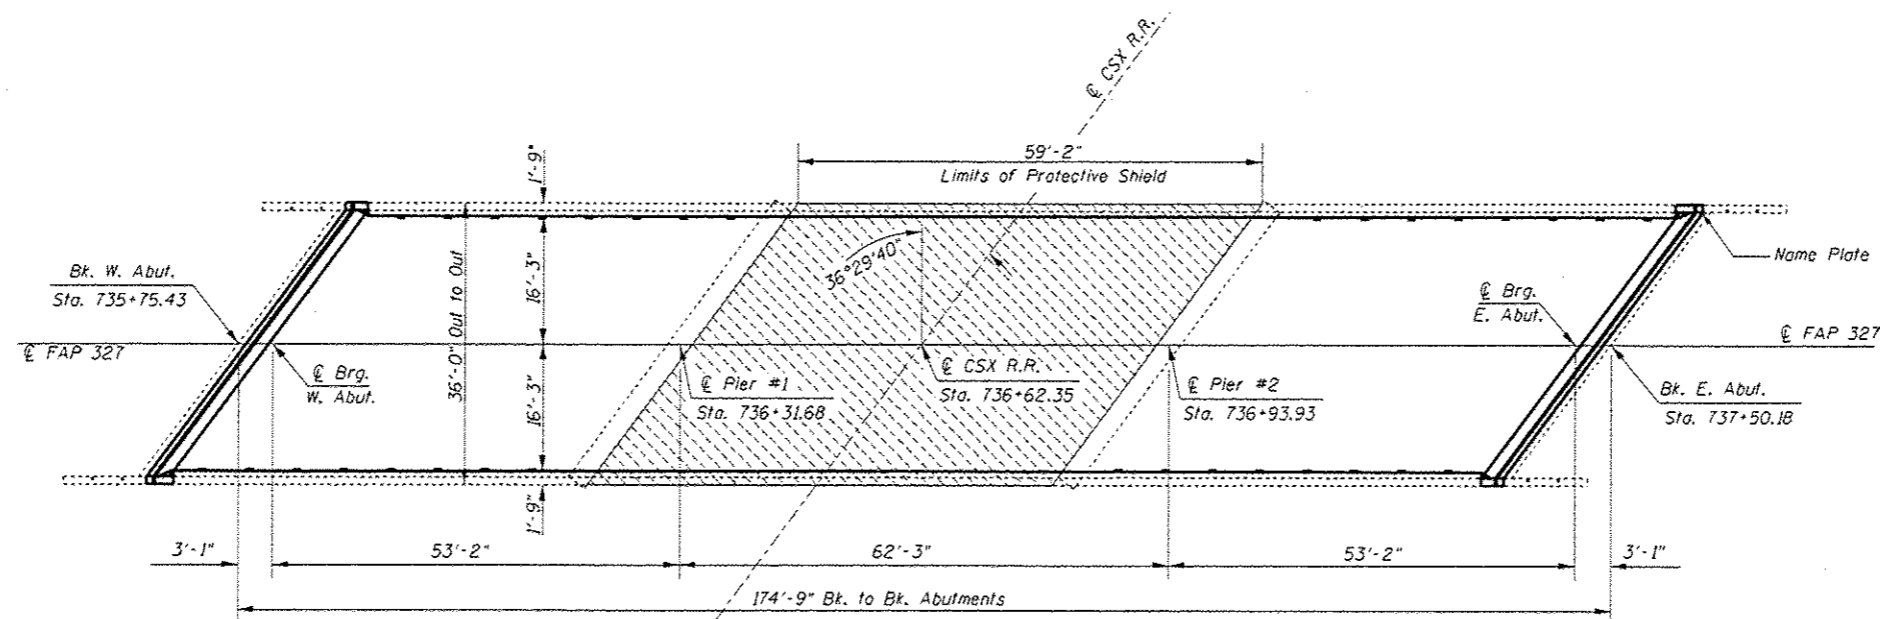 ℄ CSX R.R.
59'-2"
Limits of Protective Shield
1'-9"
36°29'40"
16'-3"
36'-0" Out to Out
16'-3"
1'-9"
Name Plate
Bk. W. Abut.
Sta. 735+75.43
℄ FAP 327
℄ Brg.
W. Abut.
℄ Pier #1
Sta. 736+31.68
℄ CSX R.R.
Sta. 736+62.35
℄ Pier #2
Sta. 736+93.93
℄ Brg.
E. Abut.
℄ FAP 327
Bk. E. Abut.
Sta. 737+50.18
3'-1"
53'-2"
62'-3"
53'-2"
3'-1"
174'-9" Bk. to Bk. Abutments